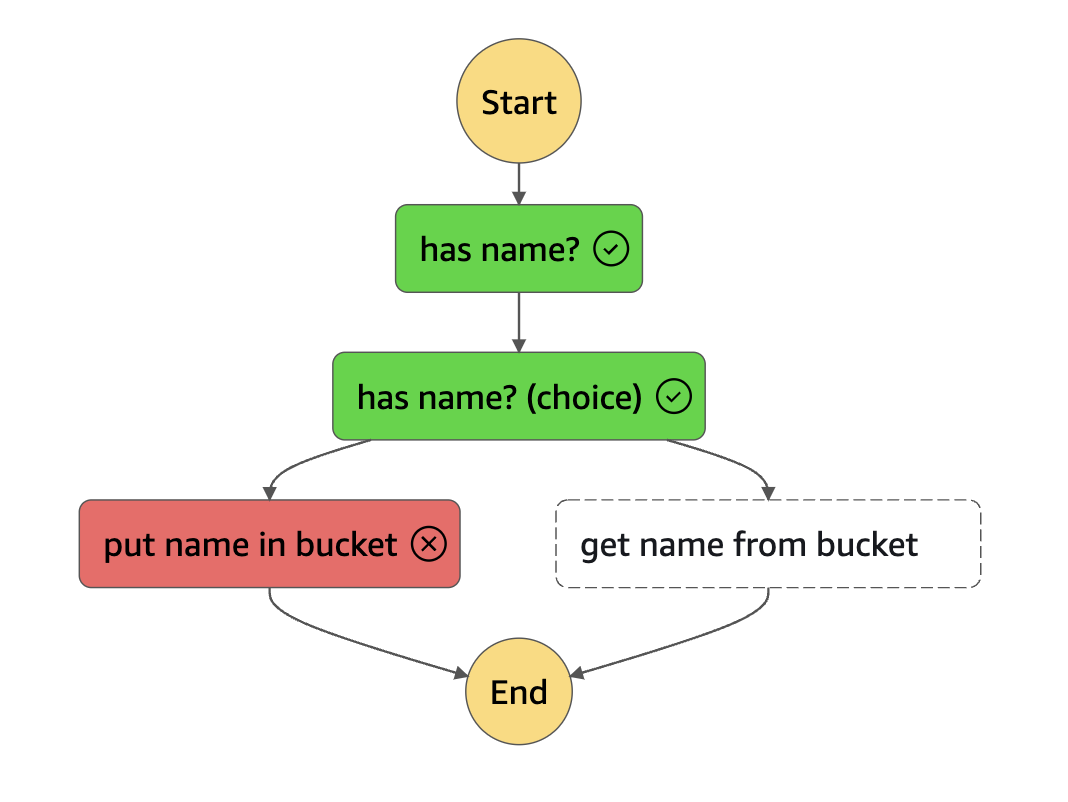 Start
has name?
has name? (choice)
put name in bucket
get name from bucket
End